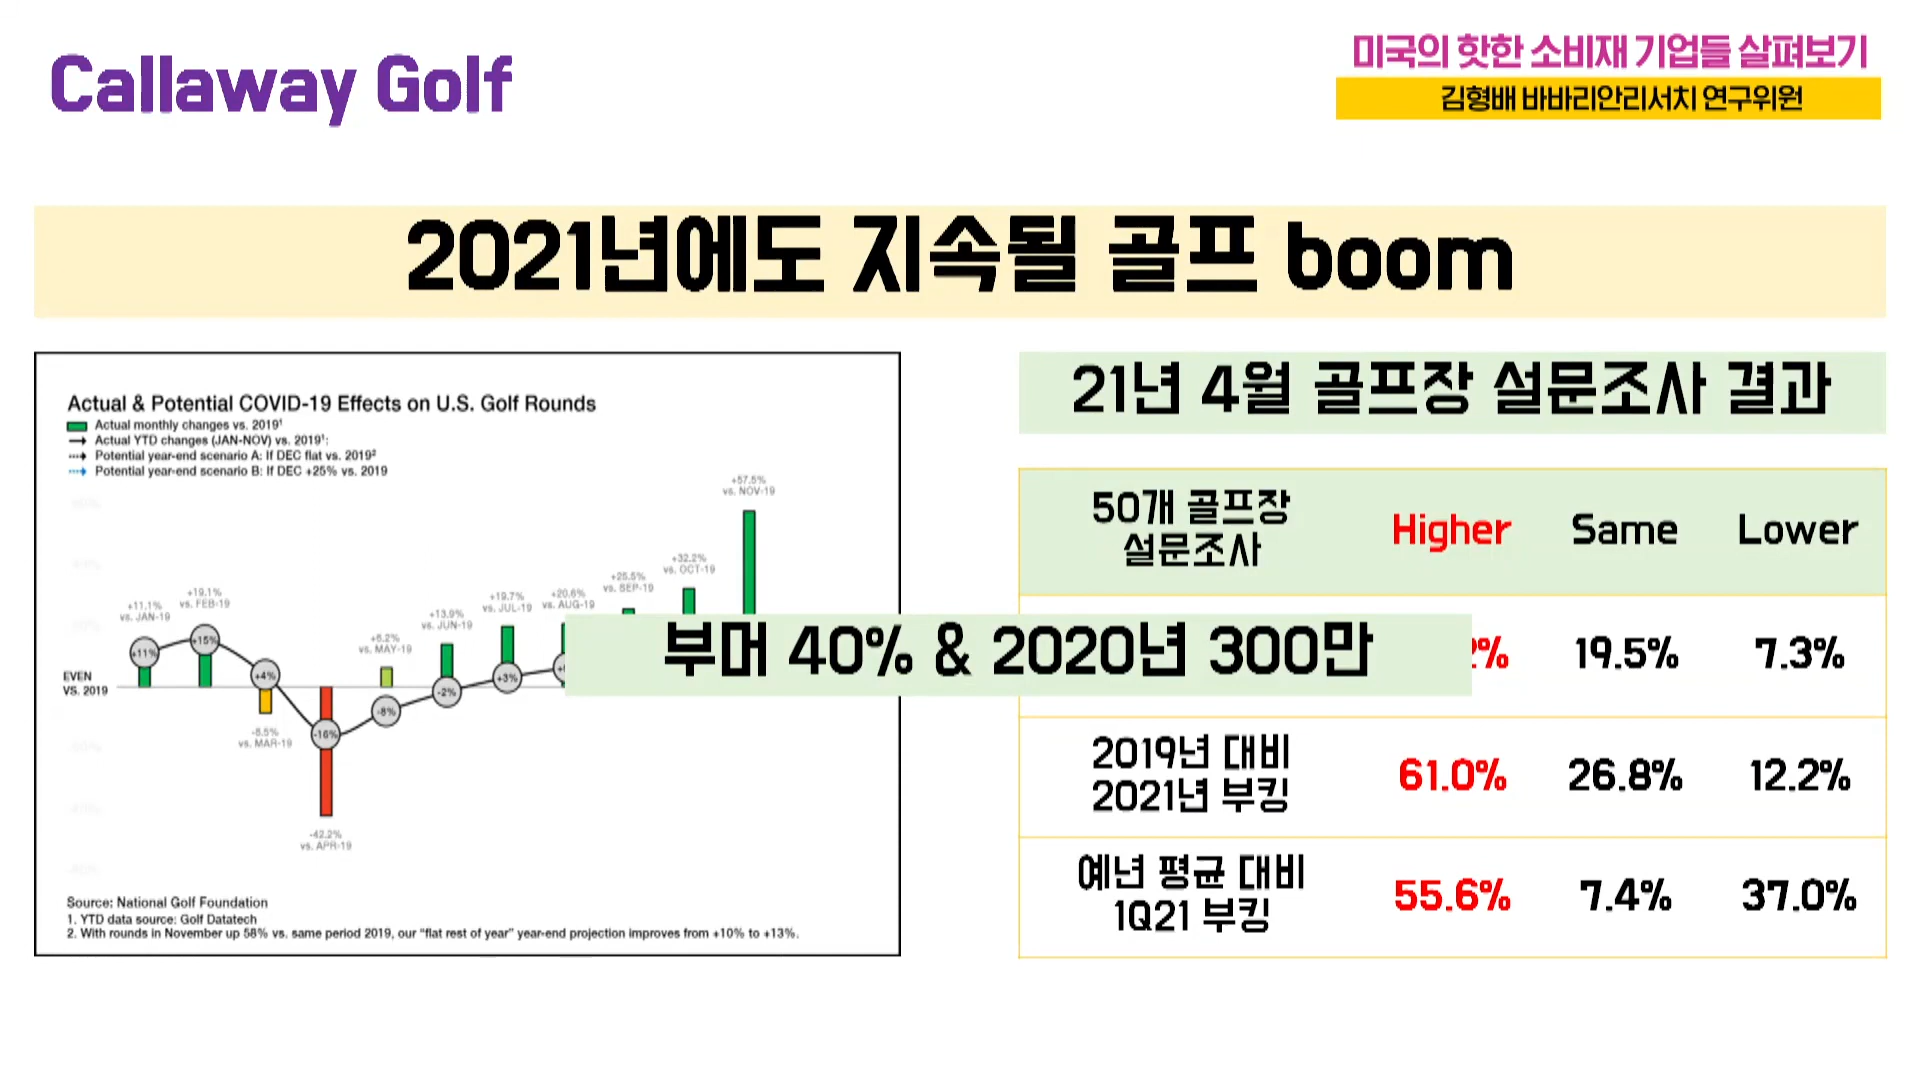 Callaway Golf
미국의 핫한 소비재 기업들 살펴보기
김형배 바바리안리서치 연구위원
2021년에도 지속될 골프 boom
Actual & Potential COVID-19 Effects on U.S. Golf Rounds
Actual monthly changes vs. 2019¹
Actual YTD changes (JAN-NOV) vs. 2019¹:
Potential year-end scenario A: If DEC flat vs. 2019²
Potential year-end scenario B: If DEC +25% vs. 2019
+57.5%
vs. NOV-19
+32.2%
vs. OCT-19
+25.5%
vs. SEP-19
+20.6%
vs. AUG-19
+19.7%
vs. JUL-19
+13.9%
vs. JUN-19
+6.2%
vs. MAY-19
+19.1%
vs. FEB-19
+11.1%
vs. JAN-19
+11%
+15%
+4%
-16%
-8%
-2%
+3%
EVEN
VS. 2019
-8.5%
vs. MAR-19
-42.2%
vs. APR-19
Source: National Golf Foundation
1. YTD data source: Golf Datatech
2. With rounds in November up 58% vs. same period 2019, our "flat rest of year" year-end projection improves from +10% to +13%.
부머 40% & 2020년 300만
21년 4월 골프장 설문조사 결과
50개 골프장
설문조사
Higher Same Lower
19.5% 7.3%
2019년 대비
2021년 부킹
61.0% 26.8% 12.2%
예년 평균 대비
1Q21 부킹
55.6% 7.4% 37.0%